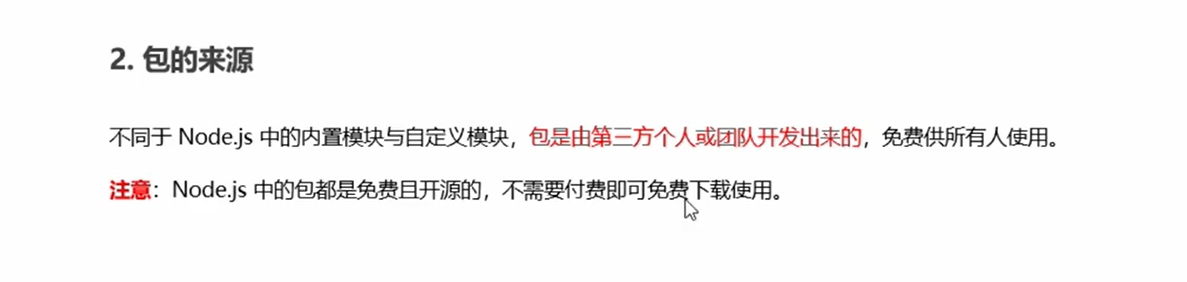 2. 包的来源
不同于 Node.js 中的内置模块与自定义模块，包是由第三方个人或团队开发出来的，免费供所有人使用。
注意：Node.js 中的包都是免费且开源的，不需要付费即可免费下载使用。